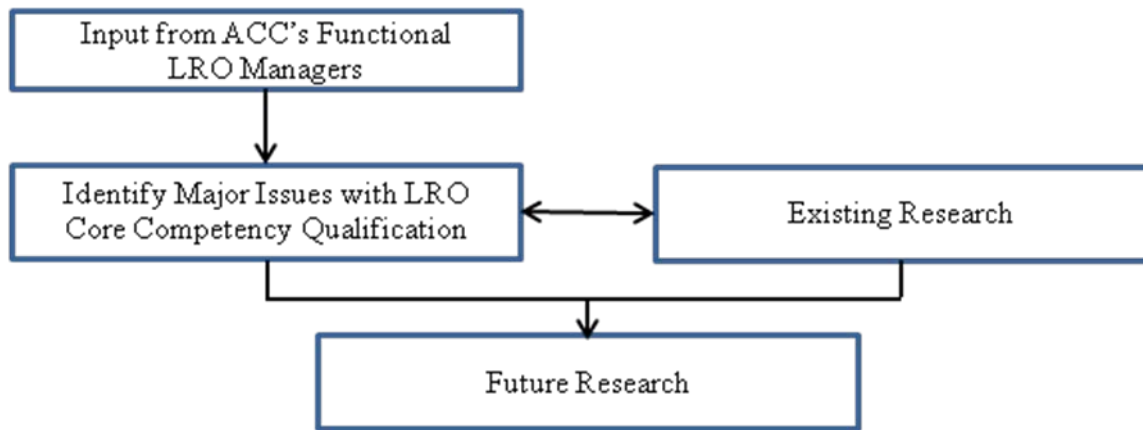 Input from ACC's Functional
LRO Managers
Identify Major Issues with LRO
Core Competency Qualification
Existing Research
Future Research